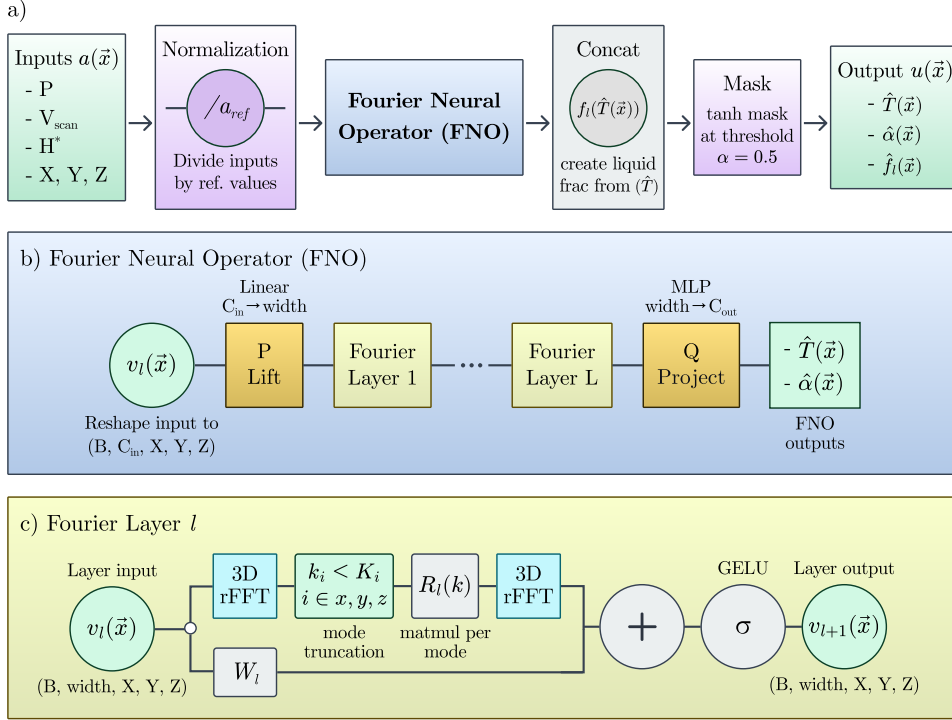 a)
Inputs a(x⃗)
- P
- V_scan
- H*
- X, Y, Z
Normalization
/a_ref
Divide inputs
by ref. values
Fourier Neural
Operator (FNO)
Concat
f_l(T̂(x⃗))
create liquid
frac from (T̂)
Mask
tanh mask
at threshold
α = 0.5
Output u(x⃗)
- T̂(x⃗)
- α̂(x⃗)
- f̂_l(x⃗)
b) Fourier Neural Operator (FNO)
v_l(x⃗)
Reshape input to
(B, C_in, X, Y, Z)
Linear
C_in→width
P
Lift
Fourier
Layer 1
...
Fourier
Layer L
MLP
width→C_out
Q
Project
- T̂(x⃗)
- α̂(x⃗)
FNO
outputs
c) Fourier Layer l
Layer input
v_l(x⃗)
(B, width, X, Y, Z)
3D
rFFT
k_i < K_i
i ∈ x, y, z
mode
truncation
R_l(k)
matmul per
mode
3D
rFFT
W_l
+
GELU
σ
Layer output
v_{l+1}(x⃗)
(B, width, X, Y, Z)